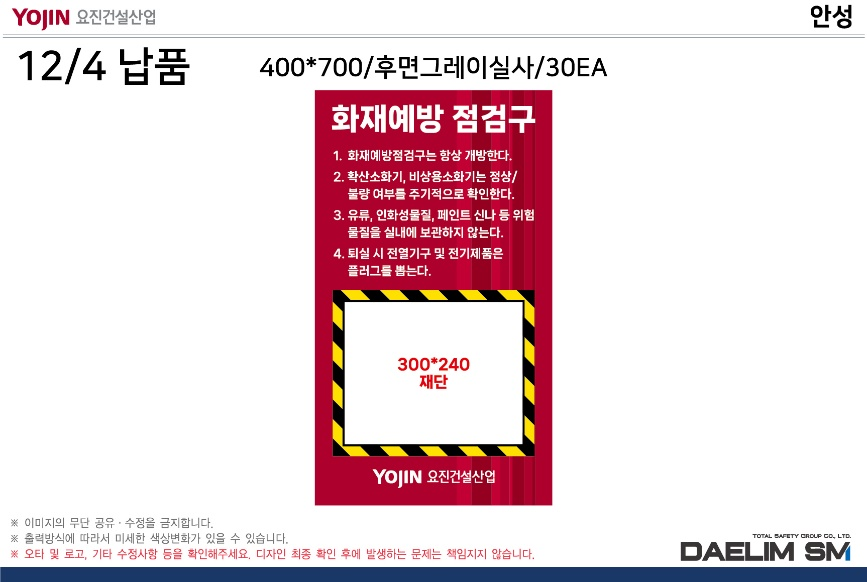 YOJIN 요진건설산업
안성
12/4 납품
400*700/후면그레이실사/30EA
화재예방 점검구
1. 화재예방점검구는 항상 개방한다.
2. 확산소화기, 비상용소화기는 정상/
불량 여부를 주기적으로 확인한다.
3. 유류, 인화성물질, 페인트 신나 등 위험
물질을 실내에 보관하지 않는다.
4. 퇴실 시 전열기구 및 전기제품은
플러그를 뽑는다.
300*240
재단
YOJIN 요진건설산업
※ 이미지의 무단 공유 · 수정을 금지합니다.
※ 출력방식에 따라서 미세한 색상변화가 있을 수 있습니다.
※ 오타 및 로고, 기타 수정사항 등을 확인해주세요. 디자인 최종 확인 후에 발생하는 문제는 책임지지 않습니다.
TOTAL SAFETY GROUP CO., LTD.
DAELIM SM